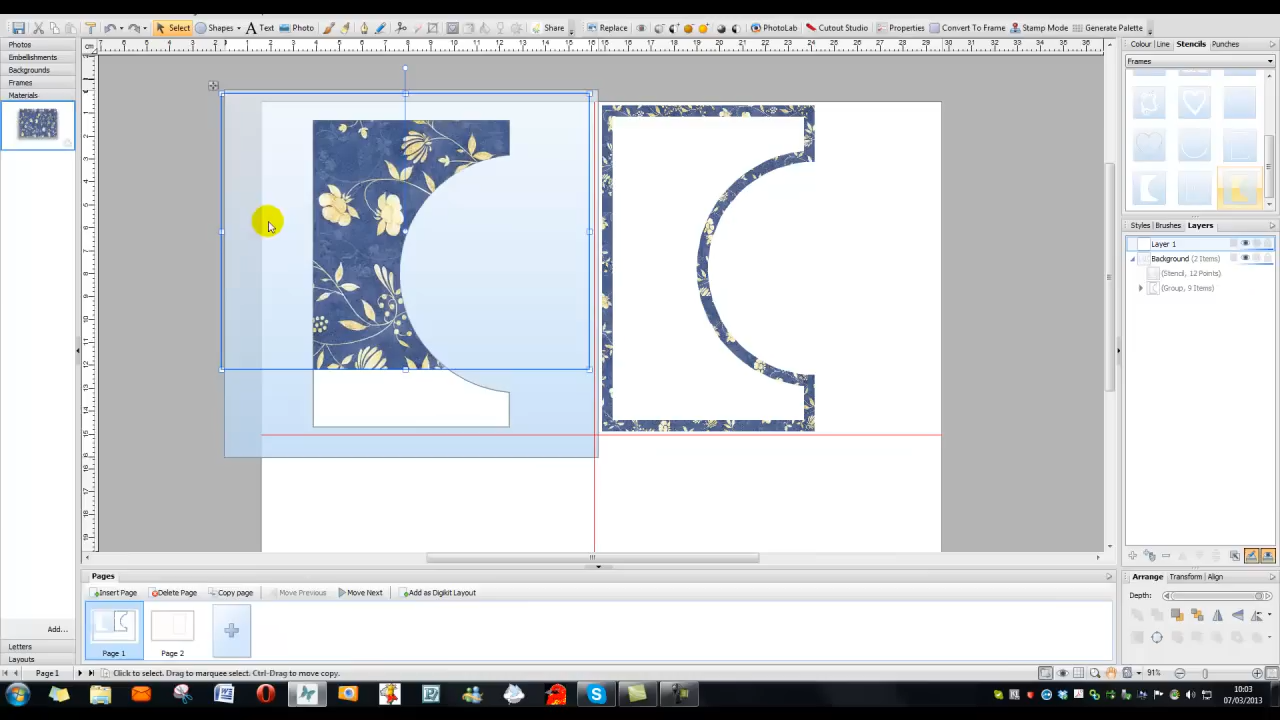 Select Shapes Text Photo Share Replace PhotoLab Cutout Studio Properties Convert To Frame Stamp Mode Generate Palette
Photos
Embellishments
Backgrounds
Frames
Materials
Add...
Letters
Layouts
cm
Colour Line Stencils Punches
Frames
Styles Brushes Layers
Layer 1
Background (2 Items)
(Stencil, 12 Points)
(Group, 9 Items)
Arrange Transform Align
Depth:
Pages
Insert Page Delete Page Copy page Move Previous Move Next Add as Digikit Layout
Page 1 Page 2
Page 1 Click to select. Drag to marquee select. Ctrl-Drag to move copy. 91%
10:03
07/03/2013